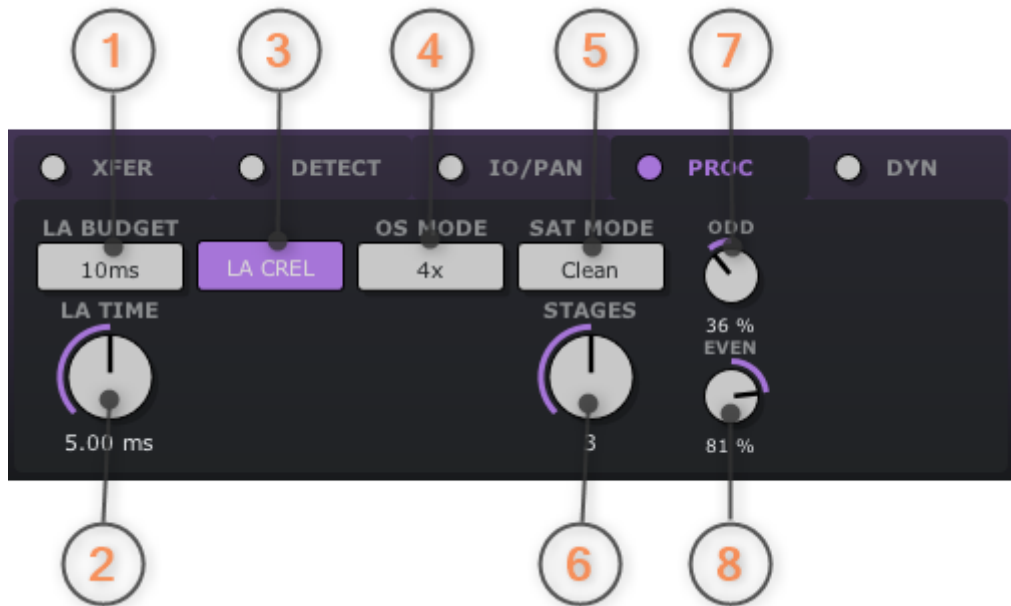 1 3 4 5 7
XFER DETECT IO/PAN PROC DYN
LA BUDGET OS MODE SAT MODE ODD
10ms LA CREL 4x Clean
LA TIME STAGES
36 %
EVEN
5.00 ms 3 81 %
2 6 8